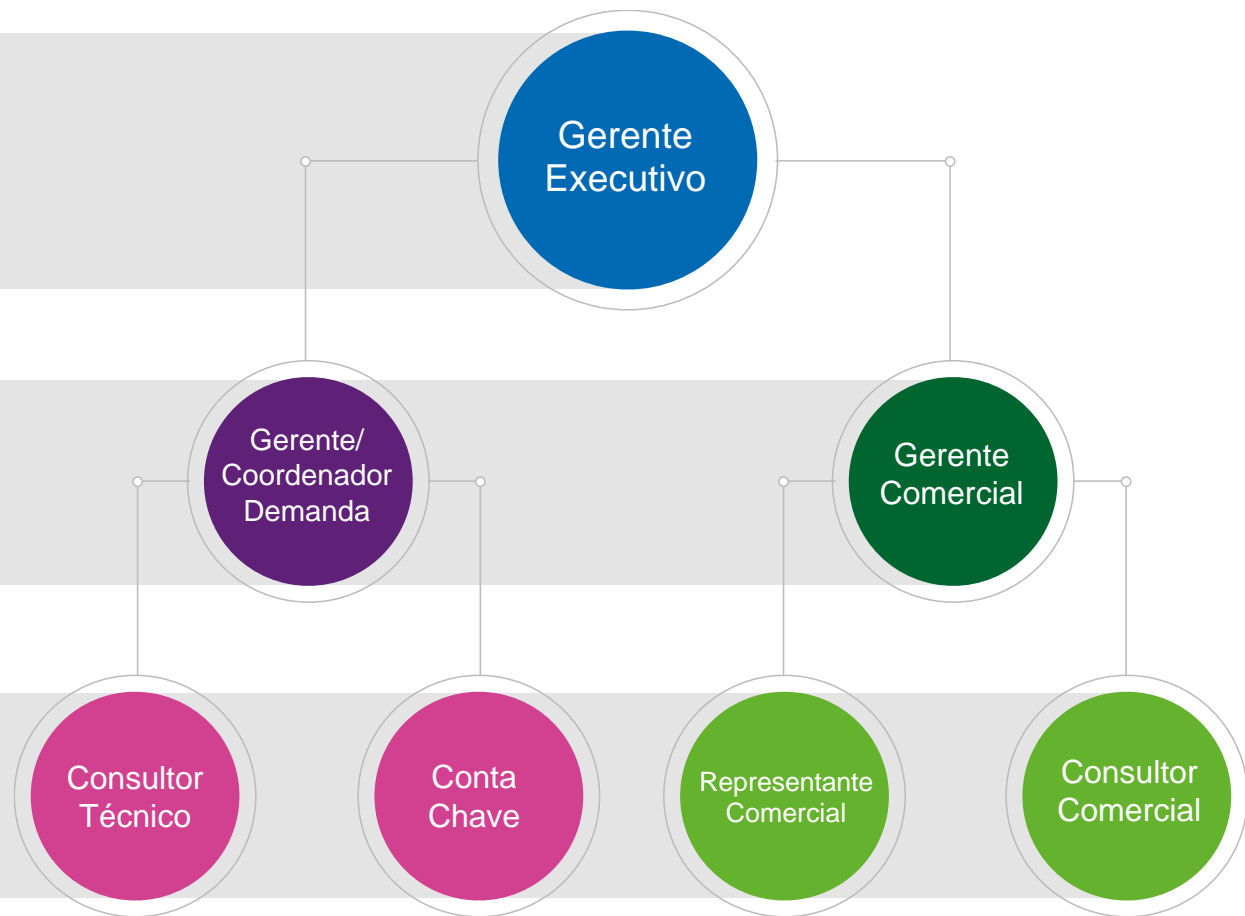 Gerente
Executivo
Gerente/
Coordenador
Demanda
Gerente
Comercial
Consultor
Técnico
Conta
Chave
Representante
Comercial
Consultor
Comercial